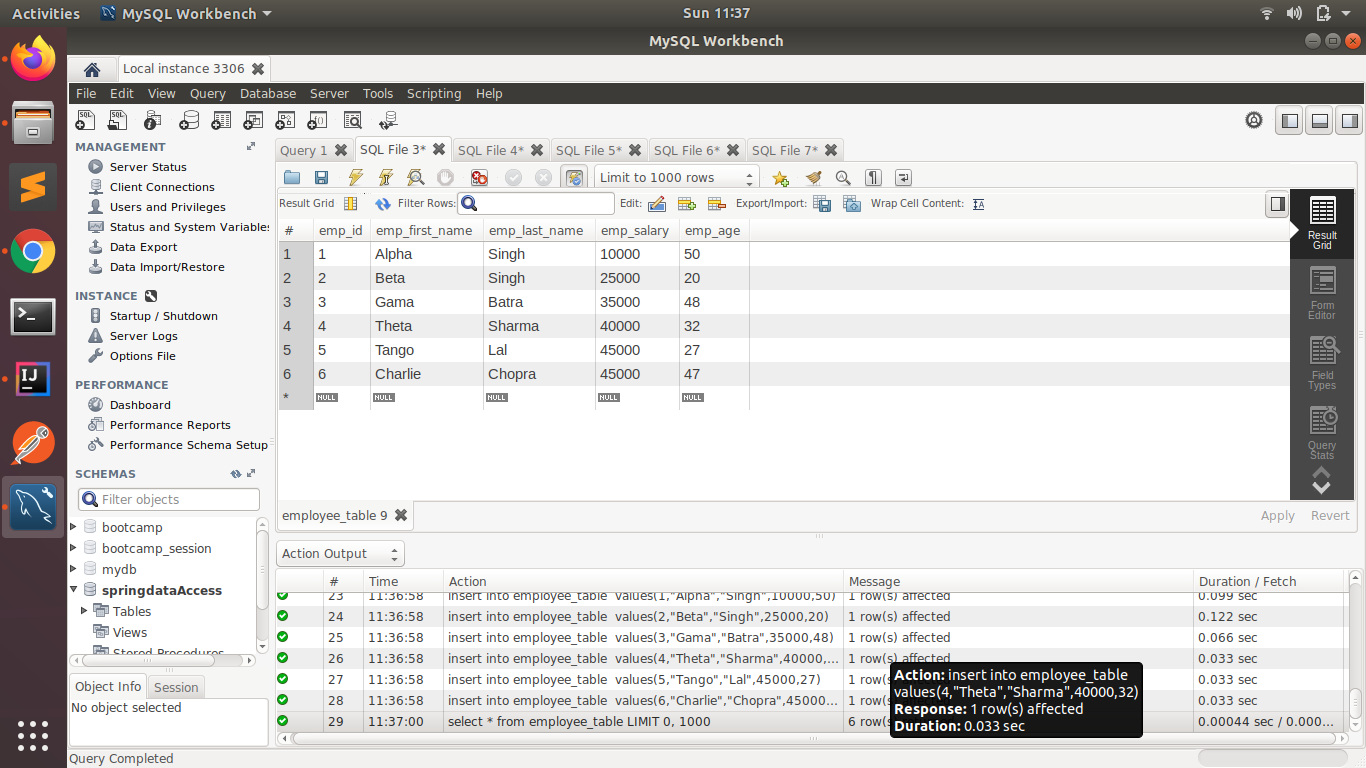 Activities MySQL Workbench Sun 11:37
MySQL Workbench
Local instance 3306
File Edit View Query Database Server Tools Scripting Help
MANAGEMENT
Server Status
Client Connections
Users and Privileges
Status and System Variables
Data Export
Data Import/Restore
INSTANCE
Startup / Shutdown
Server Logs
Options File
PERFORMANCE
Dashboard
Performance Reports
Performance Schema Setup
SCHEMAS
Filter objects
bootcamp
bootcamp_session
mydb
springdataAccess
Tables
Views
Stored Procedures
Object Info Session
No object selected
Query 1 SQL File 3* SQL File 4* SQL File 5* SQL File 6* SQL File 7*
Limit to 1000 rows
Result Grid Filter Rows: Edit: Export/Import: Wrap Cell Content:
# emp_id emp_first_name emp_last_name emp_salary emp_age
1 1 Alpha Singh 10000 50
2 2 Beta Singh 25000 20
3 3 Gama Batra 35000 48
4 4 Theta Sharma 40000 32
5 5 Tango Lal 45000 27
6 6 Charlie Chopra 45000 47
* NULL NULL NULL NULL NULL
Result
Grid
Form
Editor
Field
Types
Query
Stats
employee_table 9 Apply Revert
Action Output
# Time Action Message Duration / Fetch
23 11:36:58 insert into employee_table values(1,"Alpha","Singh",10000,50) 1 row(s) affected 0.099 sec
24 11:36:58 insert into employee_table values(2,"Beta","Singh",25000,20) 1 row(s) affected 0.122 sec
25 11:36:58 insert into employee_table values(3,"Gama","Batra",35000,48) 1 row(s) affected 0.066 sec
26 11:36:58 insert into employee_table values(4,"Theta","Sharma",40000,... 1 row(s) affected 0.033 sec
27 11:36:58 insert into employee_table values(5,"Tango","Lal",45000,27) 1 row(s) 0.033 sec
28 11:36:58 insert into employee_table values(6,"Charlie","Chopra",45000... 1 row(s) 0.033 sec
29 11:37:00 select * from employee_table LIMIT 0, 1000 6 row(s) 0.00044 sec / 0.000...
Action: insert into employee_table
values(4,"Theta","Sharma",40000,32)
Response: 1 row(s) affected
Duration: 0.033 sec
Query Completed